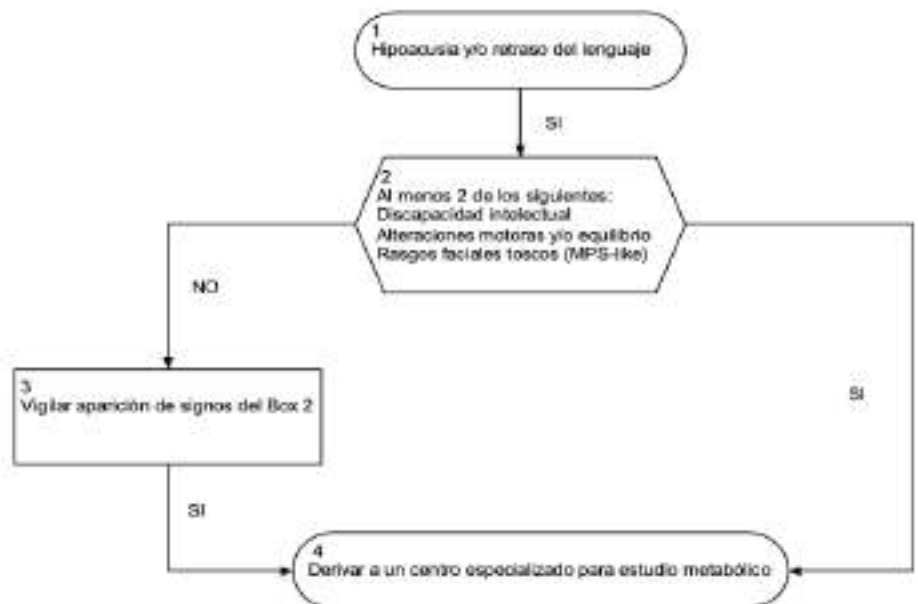 1
Hipoacusia y/o retraso del lenguaje
SI
2
Al menos 2 de los siguientes:
Discapacidad intelectual
Alteraciones motoras y/o equilibrio
Rasgos faciales toscos (MPS-like)
NO
SI
3
Vigilar aparición de signos del Box 2
SI
4
Derivar a un centro especializado para estudio metabólico